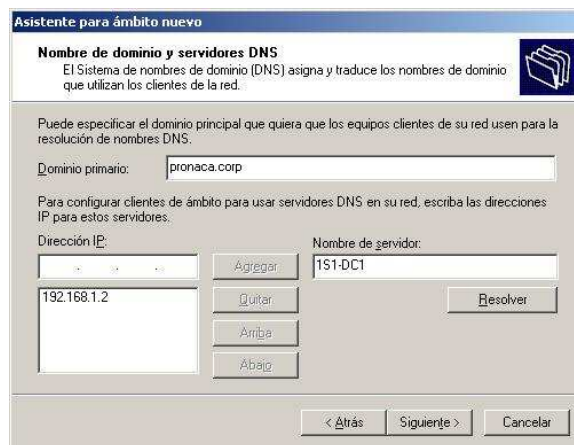 Asistente para ámbito nuevo
Nombre de dominio y servidores DNS
El Sistema de nombres de dominio (DNS) asigna y traduce los nombres de dominio
que utilizan los clientes de la red.
Puede especificar el dominio principal que quiera que los equipos clientes de su red usen para la
resolución de nombres DNS.
Dominio primario: pronaca.corp
Para configurar clientes de ámbito para usar servidores DNS en su red, escriba las direcciones
IP para estos servidores.
Dirección IP: Nombre de servidor:
. . . Agregar 1S1-DC1
192.168.1.2 Quitar Resolver
Arriba
Abajo
< Atrás Siguiente > Cancelar